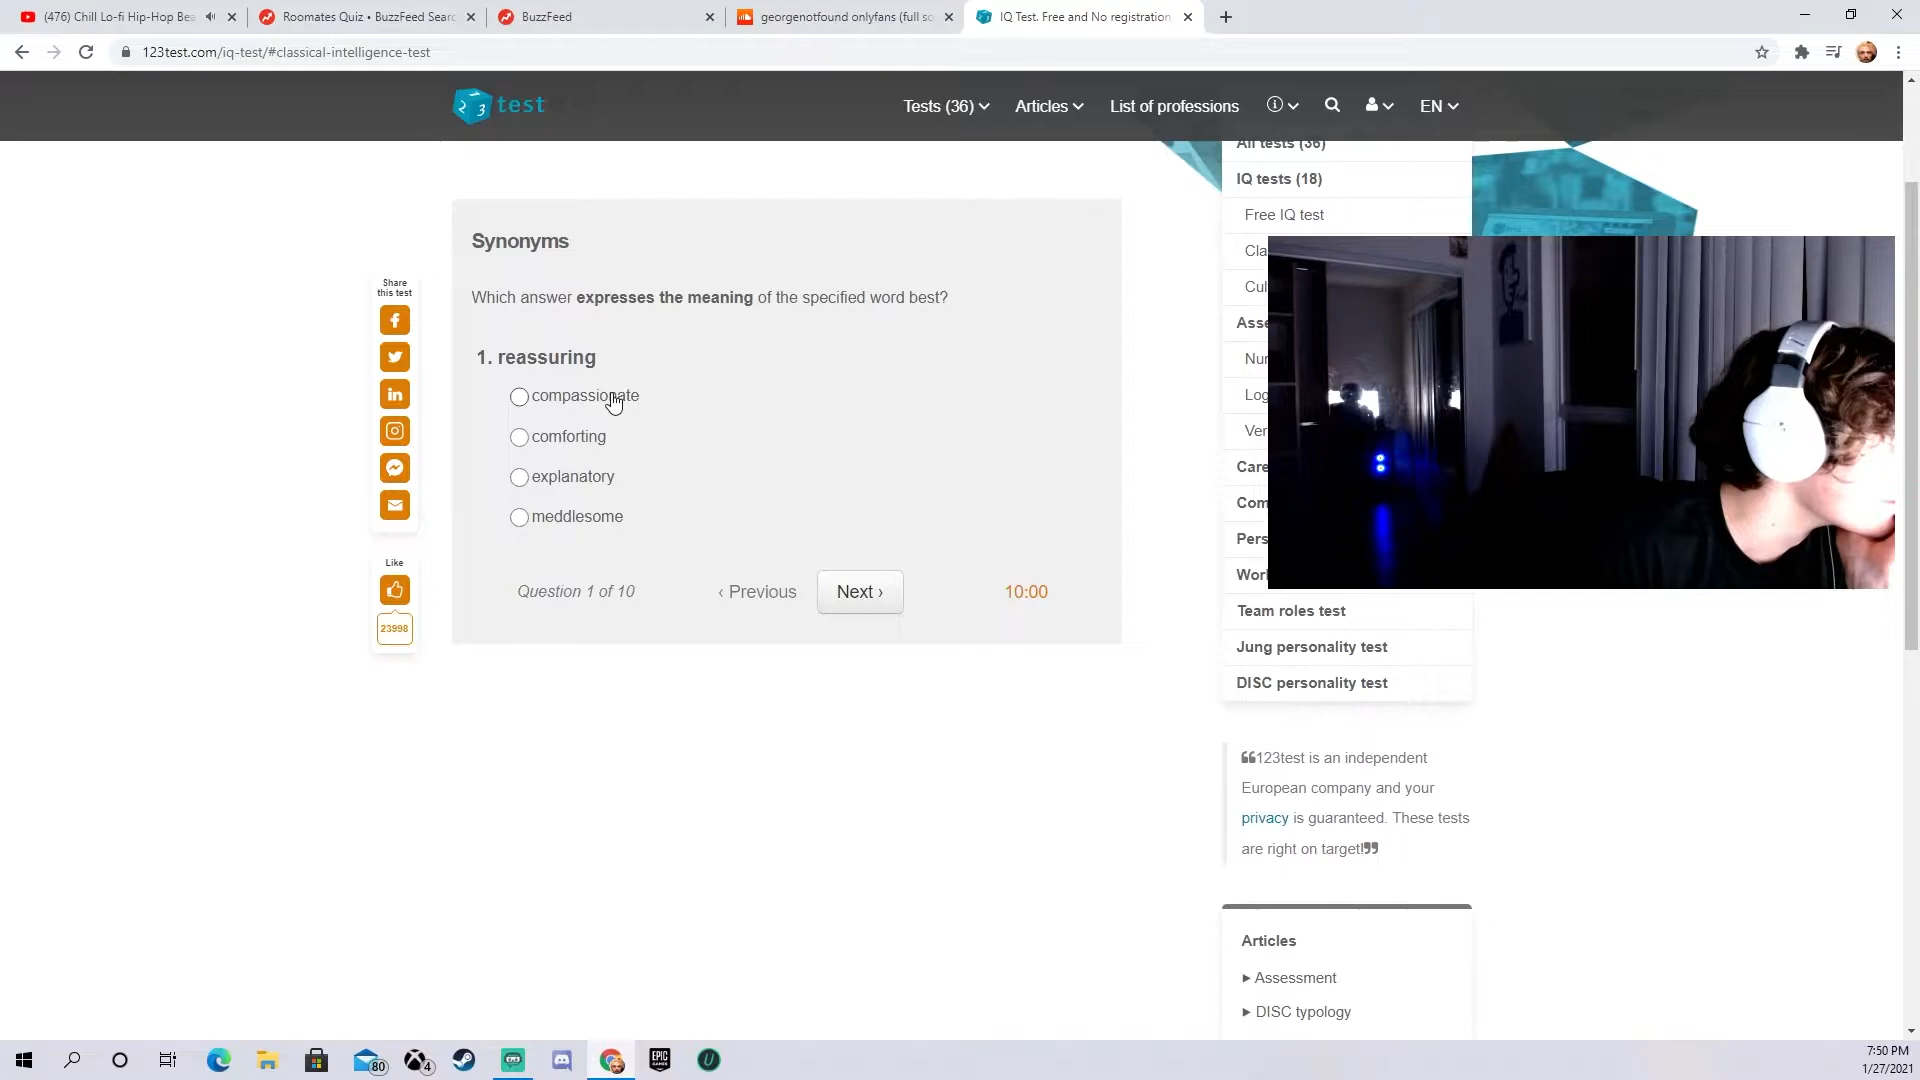 (476) Chill Lo-fi Hip-Hop Bea
Roomates Quiz • BuzzFeed Searc
BuzzFeed
georgenotfound onlyfans (full so
IQ Test. Free and No registration
123test.com/iq-test/#classical-intelligence-test
123 test
Tests (36)
Articles
List of professions
EN
All tests (36)
IQ tests (18)
Free IQ test
Cla
Cul
Asse
Nur
Log
Ver
Care
Com
Pers
Worl
Team roles test
Jung personality test
DISC personality test
Share
this test
Like
23998
Synonyms
Which answer expresses the meaning of the specified word best?
1. reassuring
compassionate
comforting
explanatory
meddlesome
Question 1 of 10
‹ Previous
Next ›
10:00
❝123test is an independent
European company and your
privacy is guaranteed. These tests
are right on target!❞
Articles
▸ Assessment
▸ DISC typology
80
4
EPIC
GAMES
7:50 PM
1/27/2021